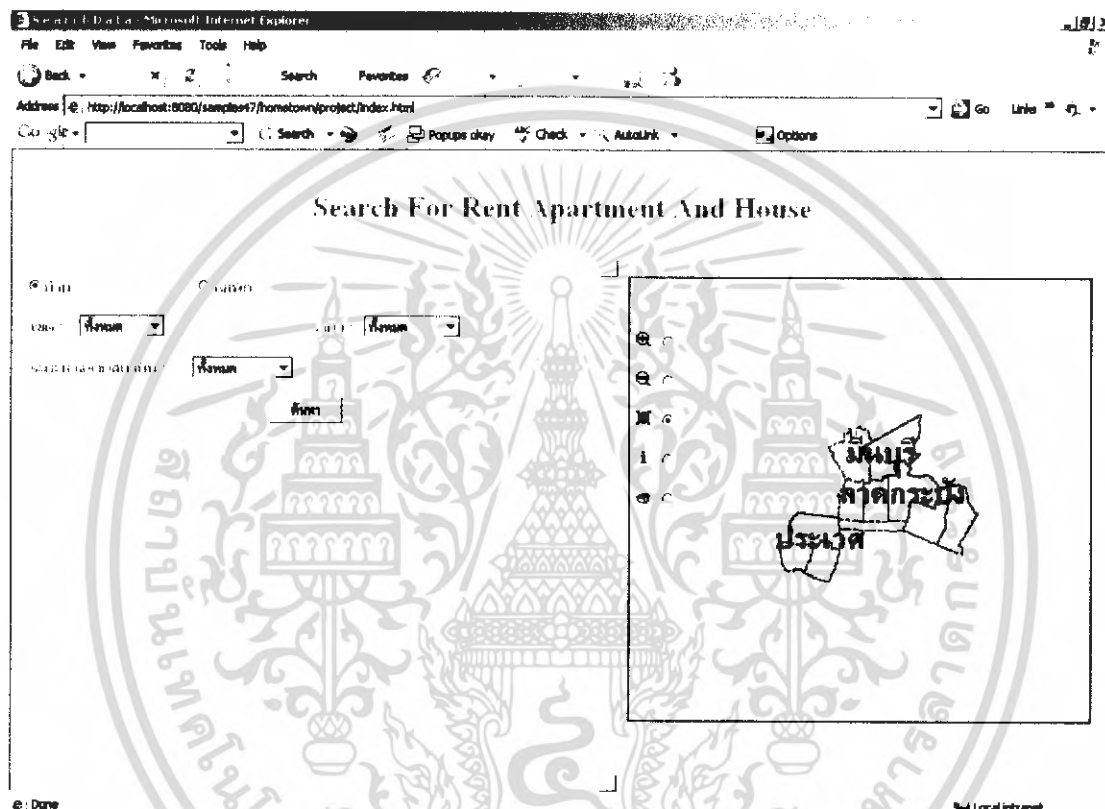 Search Data - Microsoft Internet Explorer
File Edit View Favorites Tools Help
Back Search Favorites
Address http://localhost:8080/samples47/hometown/project/index.html Go Links
Google Search Popups okay Check AutoLink Options
Search For Rent Apartment And House
ทั้งหมด ทั้งหมด
ทั้งหมด
ค้นหา
i
มีนบุรี
ลาดกระบัง
ประเวศ
Done Local intranet